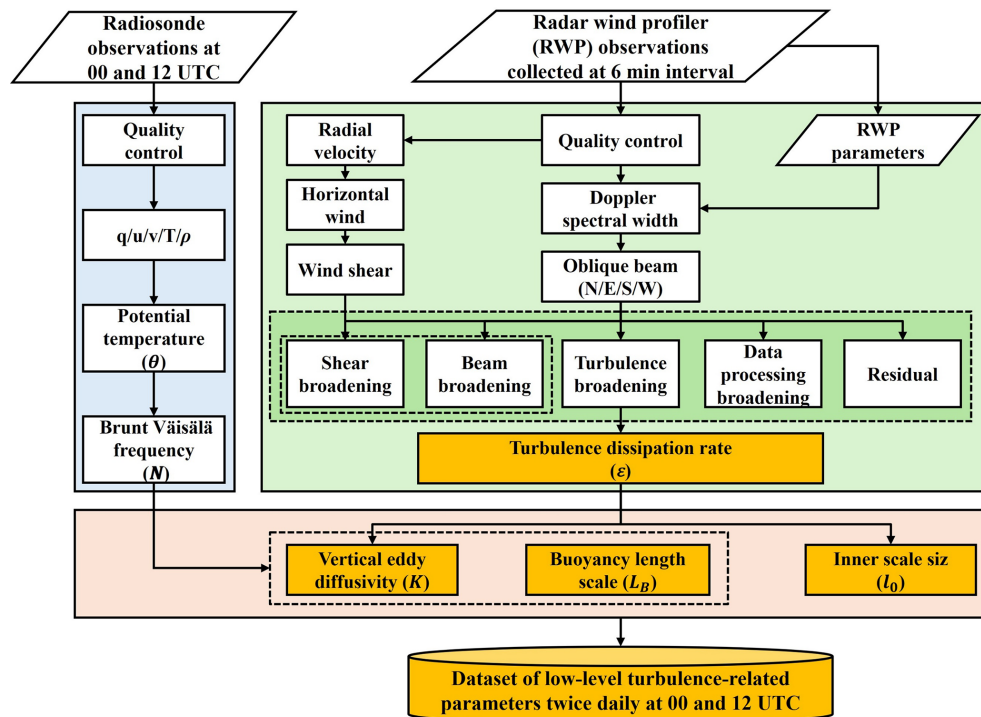 Radiosonde
observations at
00 and 12 UTC
Radar wind profiler
(RWP) observations
collected at 6 min interval
Quality
control
q/u/v/T/ρ
Potential
temperature
(θ)
Brunt Väisälä
frequency
(N)
Radial
velocity
Quality control
RWP
parameters
Horizontal
wind
Doppler
spectral width
Wind shear
Oblique beam
(N/E/S/W)
Shear
broadening
Beam
broadening
Turbulence
broadening
Data
processing
broadening
Residual
Turbulence dissipation rate
(ε)
Vertical eddy
diffusivity (K)
Buoyancy length
scale (L_B)
Inner scale siz
(l_0)
Dataset of low-level turbulence-related
parameters twice daily at 00 and 12 UTC